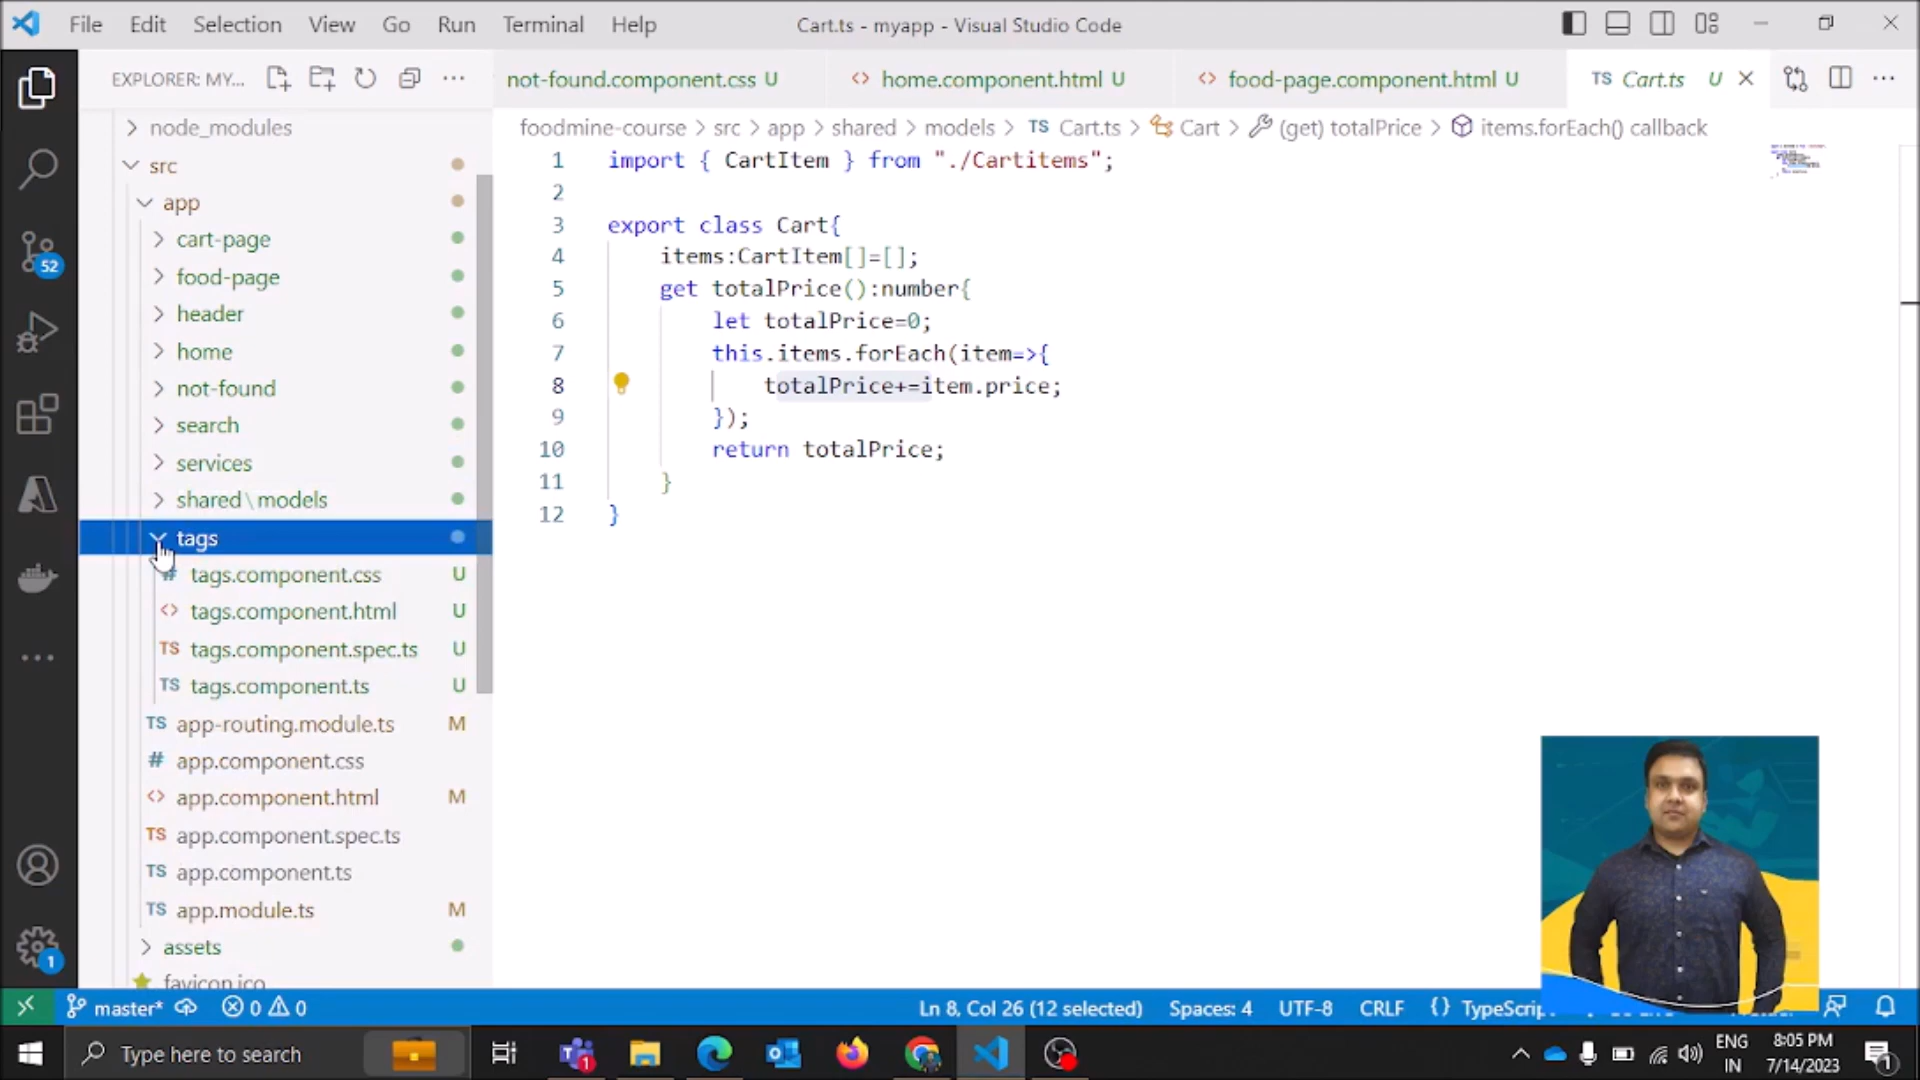 File Edit Selection View Go Run Terminal Help Cart.ts - myapp - Visual Studio Code
EXPLORER: MY...
not-found.component.css U <> home.component.html U <> food-page.component.html U TS Cart.ts U
foodmine-course > src > app > shared > models > TS Cart.ts > Cart > (get) totalPrice > items.forEach() callback
node_modules
src
app
cart-page
food-page
header
home
not-found
search
services
shared\models
tags
# tags.component.css U
<> tags.component.html U
TS tags.component.spec.ts U
TS tags.component.ts U
TS app-routing.module.ts M
# app.component.css
<> app.component.html M
TS app.component.spec.ts
TS app.component.ts
TS app.module.ts M
assets
favicon.ico
52
1
1 import { CartItem } from "./Cartitems";
2
3 export class Cart{
4 items:CartItem[]=[];
5 get totalPrice():number{
6 let totalPrice=0;
7 this.items.forEach(item=>{
8 totalPrice+=item.price;
9 });
10 return totalPrice;
11 }
12 }
master* 0 0 Ln 8, Col 26 (12 selected) Spaces: 4 UTF-8 CRLF {}
Type here to search
1
ENG
IN
8:05 PM
7/14/2023
1